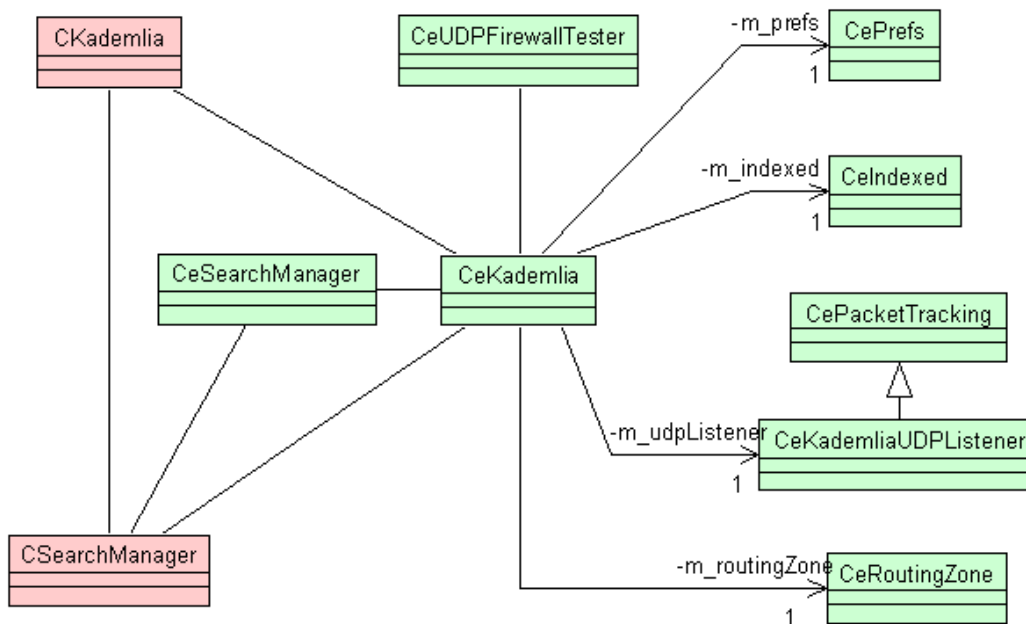 CKademlia
CeUDPFirewallTester
-m_prefs
CePrefs
1
-m_indexed
CeIndexed
1
CeSearchManager
CeKademlia
CePacketTracking
-m_udpListener
CeKademliaUDPListener
1
CSearchManager
-m_routingZone
CeRoutingZone
1